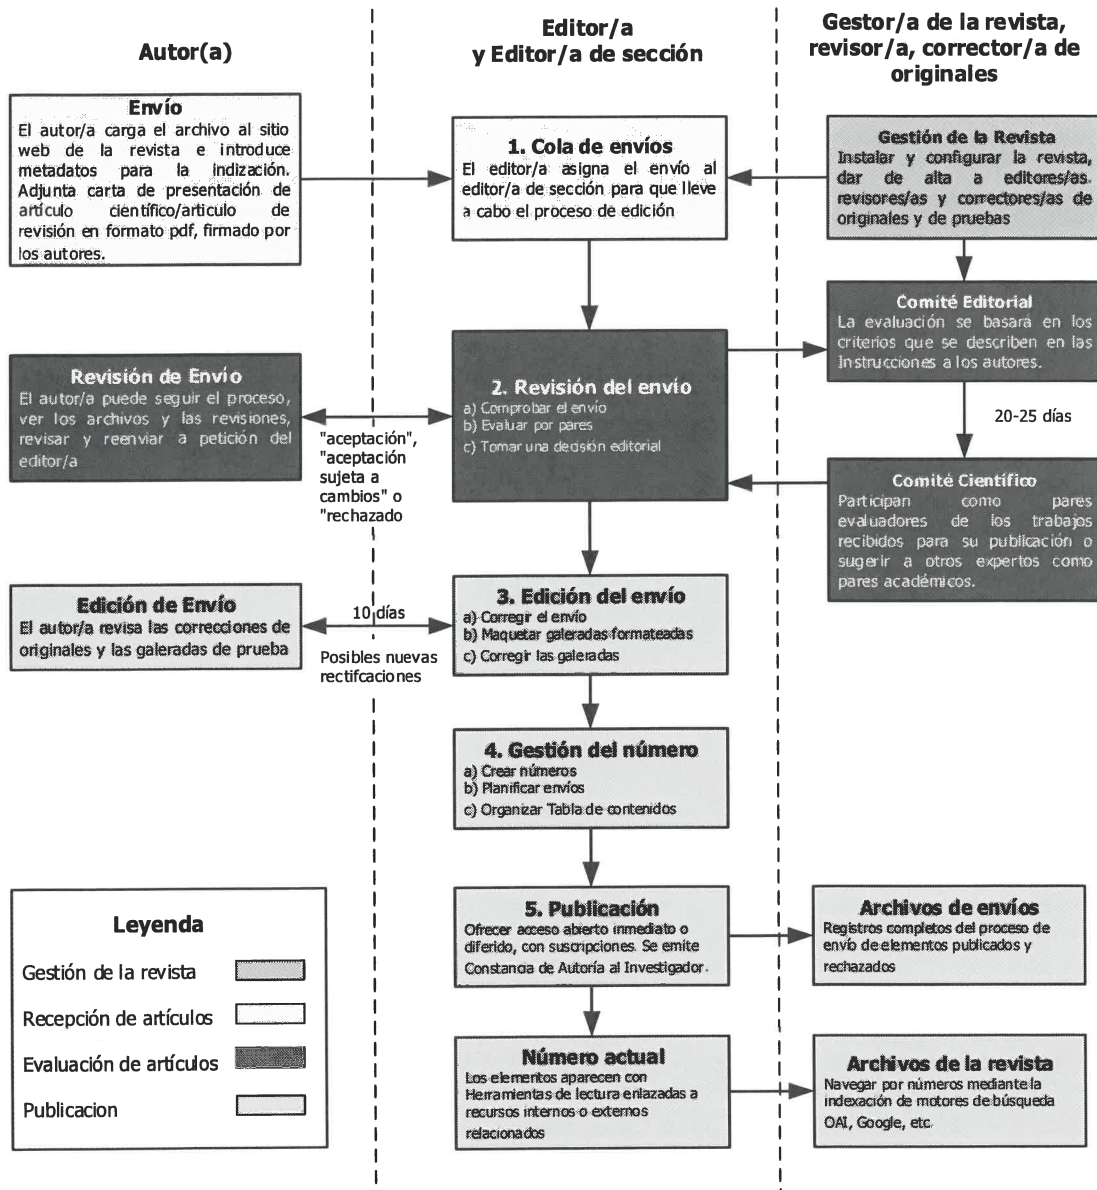 Autor(a)
Editor/a
y Editor/a de sección
Gestor/a de la revista,
revisor/a, corrector/a de
originales
Envío
El autor/a carga el archivo al sitio
web de la revista e introduce
metadatos para la indización.
Adjunta carta de presentación de
artículo científico/articulo de
revisión en formato pdf, firmado por
los autores.
1. Cola de envíos
El editor/a asigna el envío al
editor/a de sección para que lleve
a cabo el proceso de edición
Gestión de la Revista
Instalar y configurar la revista,
dar de alta a editores/as.
revisores/as y correctores/as de
originales y de pruebas
Comité Editorial
La evaluación se basará en los
criterios que se describen en las
Instrucciones a los autores.
Revisión de Envío
El autor/a puede seguir el proceso,
ver los archivos y las revisiones,
revisar y reenviar a petición del
editor/a
"aceptación",
"aceptación
sujeta a
cambios" o
"rechazado
2. Revisión del envío
a) Comprobar el envío
b) Evaluar por pares
c) Tomar una decisión editorial
20-25 días
Comité Científico
Participan como pares
evaluadores de los trabajos
recibidos para su publicación o
sugerir a otros expertos como
pares académicos.
Edición de Envío
El autor/a revisa las correcciones de
originales y las galeradas de prueba
10 días
Posibles nuevas
rectifcaciones
3. Edición del envío
a) Corregir el envío
b) Maquetar galeradas formateadas
c) Corregir las galeradas
4. Gestión del número
a) Crear números
b) Planificar envíos
c) Organizar Tabla de contenidos
5. Publicación
Ofrecer acceso abierto inmediato o
diferido, con suscripciones. Se emite
Constancia de Autoría al Investigador.
Archivos de envíos
Registros completos del proceso de
envío de elementos publicados y
rechazados
Número actual
Los elementos aparecen con
Herramientas de lectura enlazadas a
recursos internos o externos
relacionados
Archivos de la revista
Navegar por números mediante la
indexación de motores de búsqueda
OAI, Google, etc.
Leyenda
Gestión de la revista
Recepción de artículos
Evaluación de artículos
Publicacion